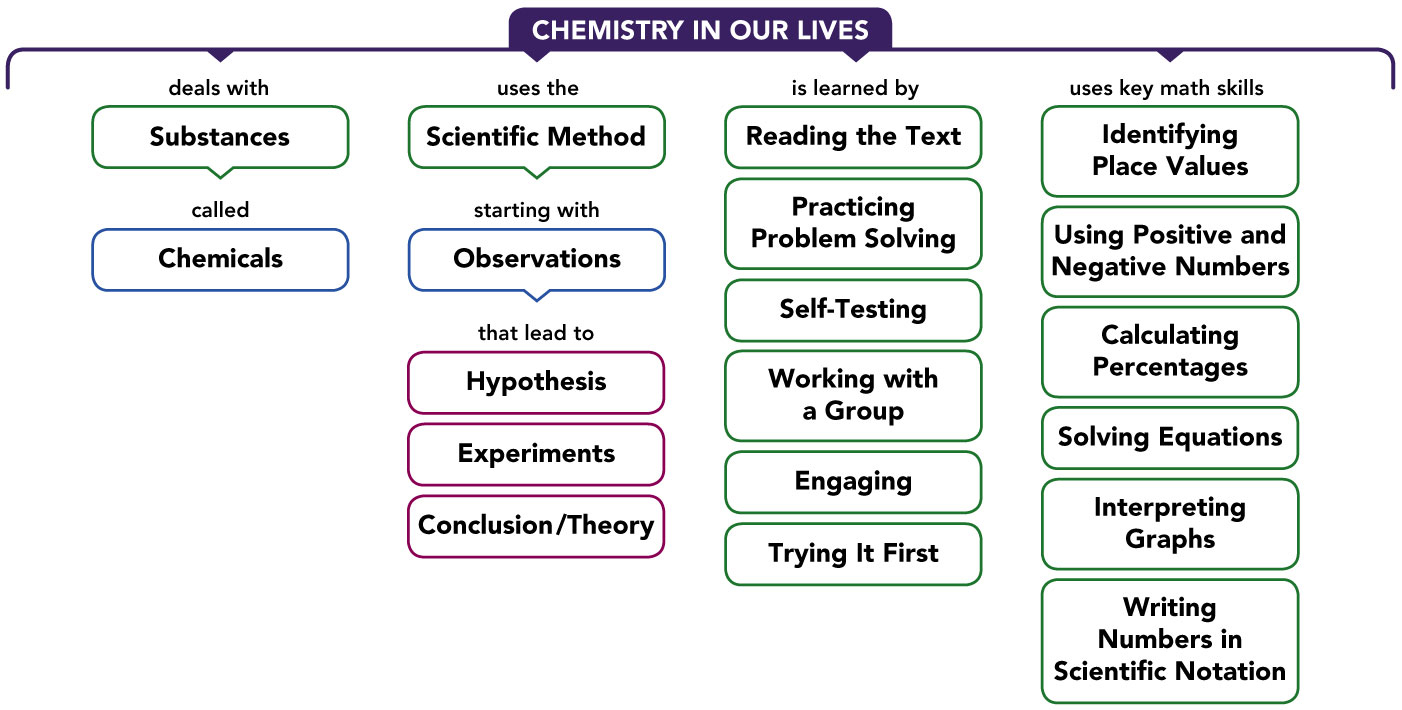 CHEMISTRY IN OUR LIVES
deals with
Substances
called
Chemicals
uses the
Scientific Method
starting with
Observations
that lead to
Hypothesis
Experiments
Conclusion/Theory
is learned by
Reading the Text
Practicing
Problem Solving
Self-Testing
Working with
a Group
Engaging
Trying It First
uses key math skills
Identifying
Place Values
Using Positive and
Negative Numbers
Calculating
Percentages
Solving Equations
Interpreting
Graphs
Writing
Numbers in
Scientific Notation